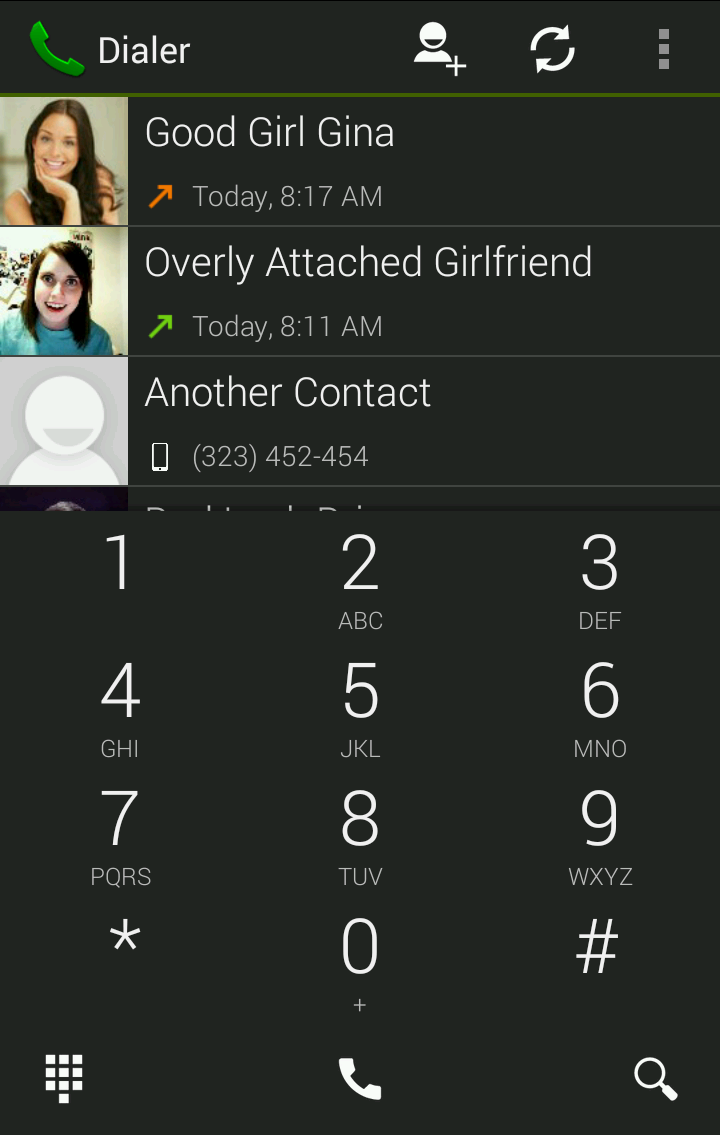 Dialer
Good Girl Gina
Today, 8:17 AM
Overly Attached Girlfriend
Today, 8:11 AM
Another Contact
(323) 452-454
1 2 3
ABC DEF
4 5 6
GHI JKL MNO
7 8 9
PQRS TUV WXYZ
* 0 #
+